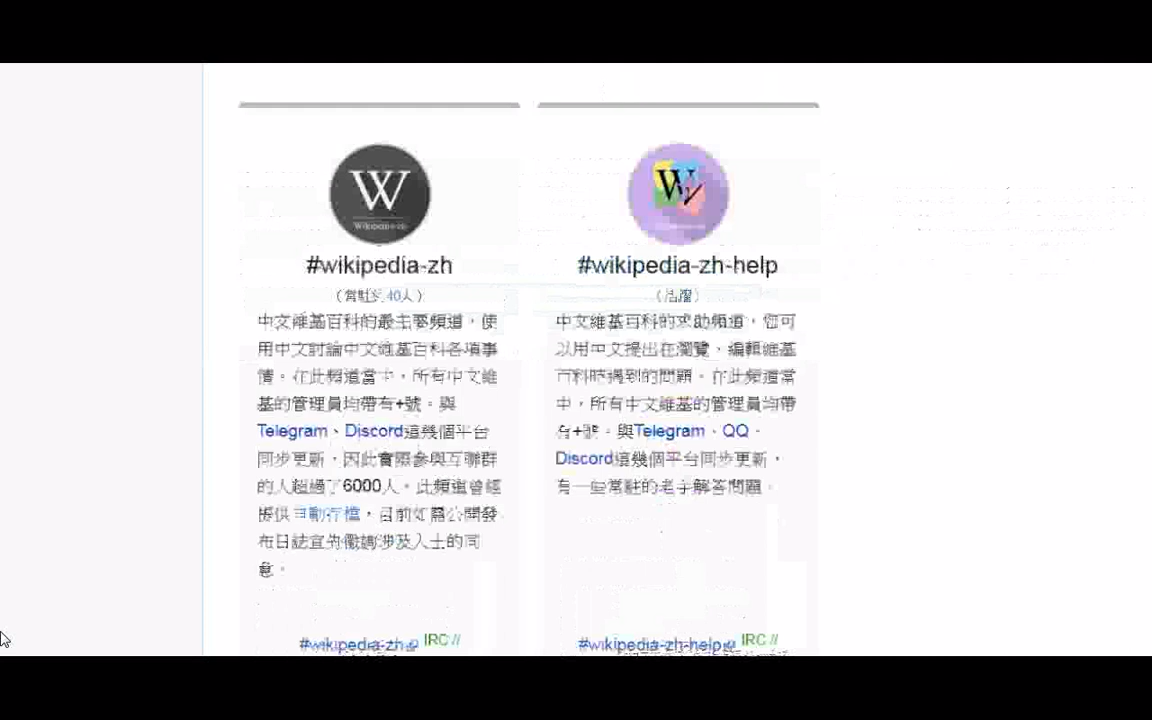 #wikipedia-zh
(常駐約40人)
中文維基百科的最主要頻道，使
用中文討論中文維基百科各項事
情。在此頻道當中，所有中文維
基的管理員均帶有+號。與
Telegram、Discord這幾個平台
同步更新，因此實際參與互聯群
的人超過了6000人。此頻道曾經
提供自動存檔，目前如需公開發
布日誌宜先徵詢涉及人士的同
意。
#wikipedia-zh IRC //
#wikipedia-zh-help
(活躍)
中文維基百科的求助頻道，您可
以用中文提出在瀏覽、編輯維基
百科時遇到的問題。在此頻道當
中，所有中文維基的管理員均帶
有+號。與Telegram、QQ、
Discord這幾個平台同步更新，
有一些常駐的老手解答問題。
#wikipedia-zh-help IRC //